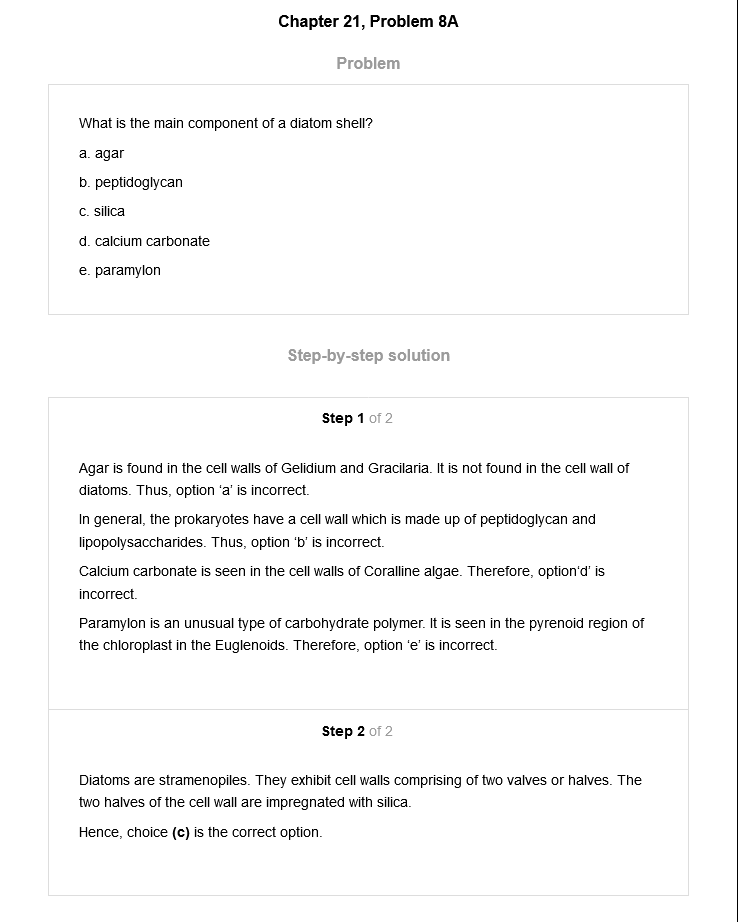 Chapter 21, Problem 8A
Problem
What is the main component of a diatom shell?
a. agar
b. peptidoglycan
c. silica
d. calcium carbonate
e. paramylon
Step-by-step solution
Step 1 of 2
Agar is found in the cell walls of Gelidium and Gracilaria. It is not found in the cell wall of
diatoms. Thus, option ‘a’ is incorrect.
In general, the prokaryotes have a cell wall which is made up of peptidoglycan and
lipopolysaccharides. Thus, option ‘b’ is incorrect.
Calcium carbonate is seen in the cell walls of Coralline algae. Therefore, option‘d’ is
incorrect.
Paramylon is an unusual type of carbohydrate polymer. It is seen in the pyrenoid region of
the chloroplast in the Euglenoids. Therefore, option ‘e’ is incorrect.
Step 2 of 2
Diatoms are stramenopiles. They exhibit cell walls comprising of two valves or halves. The
two halves of the cell wall are impregnated with silica.
Hence, choice (c) is the correct option.